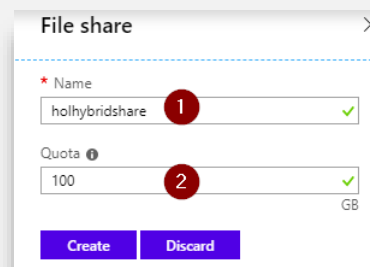 File share
* Name
holhybridshare 1
Quota
100 2
GB
Create Discard